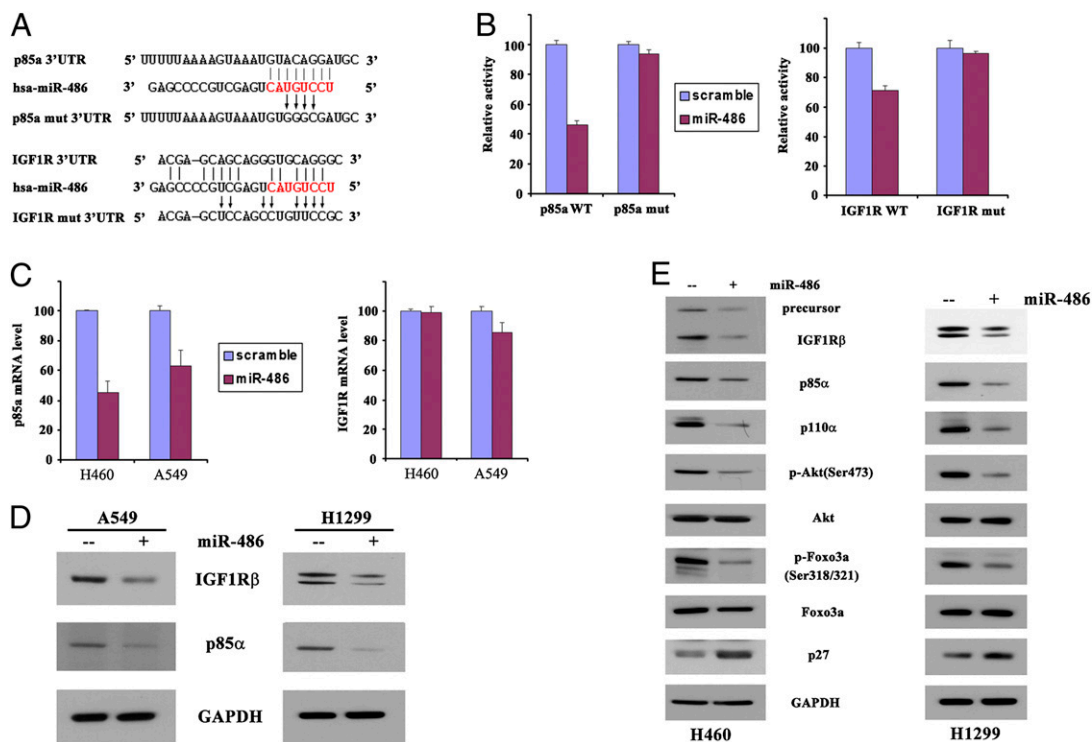 A
p85a 3'UTR 5' UUUUUAAAAGUAAAUGUACAGGAUGC 3'
hsa-miR-486 3' GAGCCCCGUCGAGUCAUGUCCU 5'
p85a mut 3'UTR 5' UUUUUAAAAGUAAAUGUGGGCGAUGC 3'
IGF1R 3'UTR 5' ACGA-GCAGCAGGGUGCAGGGC 3'
hsa-miR-486 3' GAGCCCCGUCGAGUCAUGUCCU 5'
IGF1R mut 3'UTR 5' ACGA-GCUCCAGCCUGUUCCGC 3'
B
Relative activity
100
80
60
40
20
0
p85a WT
p85a mut
scramble
miR-486
Relative activity
100
80
60
40
20
0
IGF1R WT
IGF1R mut
C
p85a mRNA level
100
80
60
40
20
0
H460
A549
scramble
miR-486
IGF1R mRNA level
100
80
60
40
20
0
H460
A549
D
A549
H1299
-- + miR-486 -- +
IGF1Rβ
p85α
GAPDH
E
-- + miR-486
-- + miR-486
precursor
IGF1Rβ
p85α
p110α
p-Akt(Ser473)
Akt
p-Foxo3a
(Ser318/321)
Foxo3a
p27
GAPDH
H460
H1299